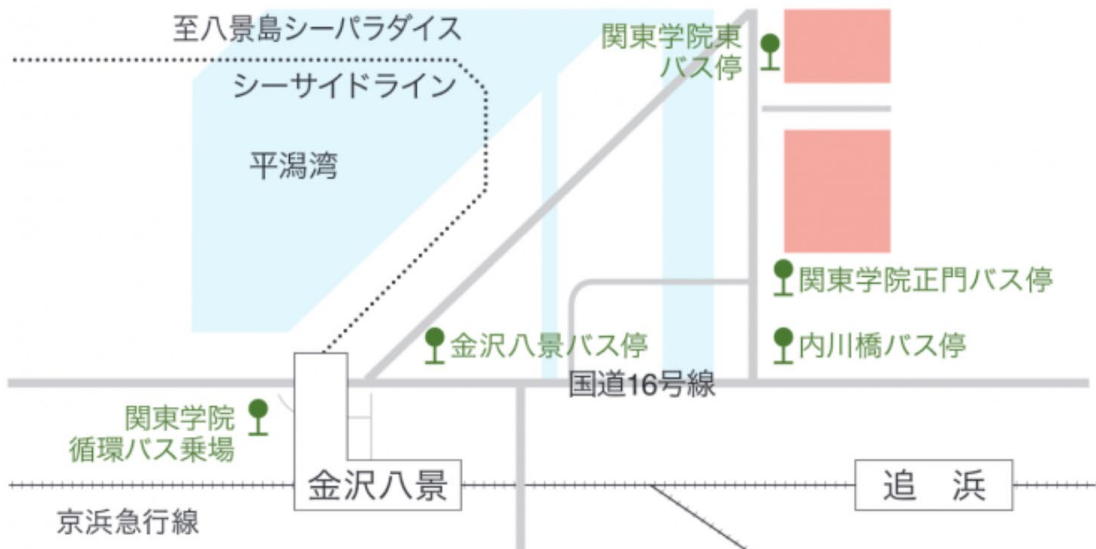 至八景島シーパラダイス
関東学院東
バス停
シーサイドライン
平潟湾
関東学院正門バス停
金沢八景バス停
内川橋バス停
国道16号線
関東学院
循環バス乗場
金沢八景
追 浜
京浜急行線